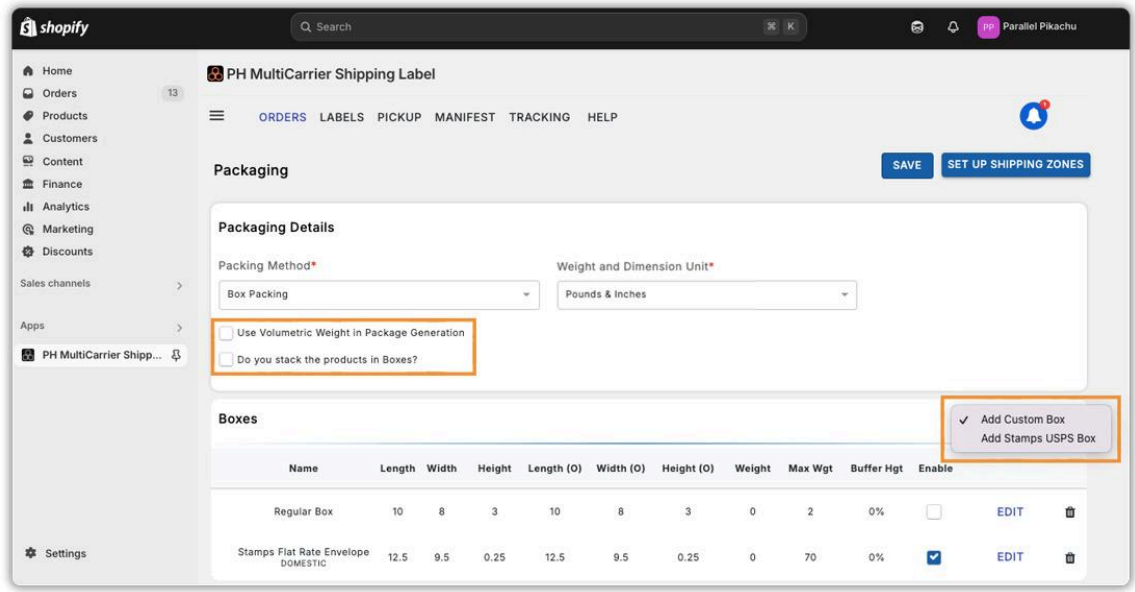 shopify
Search
⌘ K
PP
Parallel Pikachu
Home
Orders 13
Products
Customers
Content
Finance
Analytics
Marketing
Discounts
Sales channels
Apps
PH MultiCarrier Shipp...
Settings
PH MultiCarrier Shipping Label
ORDERS LABELS PICKUP MANIFEST TRACKING HELP
1
Packaging
SAVE
SET UP SHIPPING ZONES
Packaging Details
Packing Method* Weight and Dimension Unit*
Box Packing Pounds & Inches
Use Volumetric Weight in Package Generation
Do you stack the products in Boxes?
Boxes
✓ Add Custom Box
Add Stamps USPS Box
Name Length Width Height Length (O) Width (O) Height (O) Weight Max Wgt Buffer Hgt Enable
Regular Box 10 8 3 10 8 3 0 2 0% EDIT
Stamps Flat Rate Envelope
DOMESTIC
12.5 9.5 0.25 12.5 9.5 0.25 0 70 0% EDIT